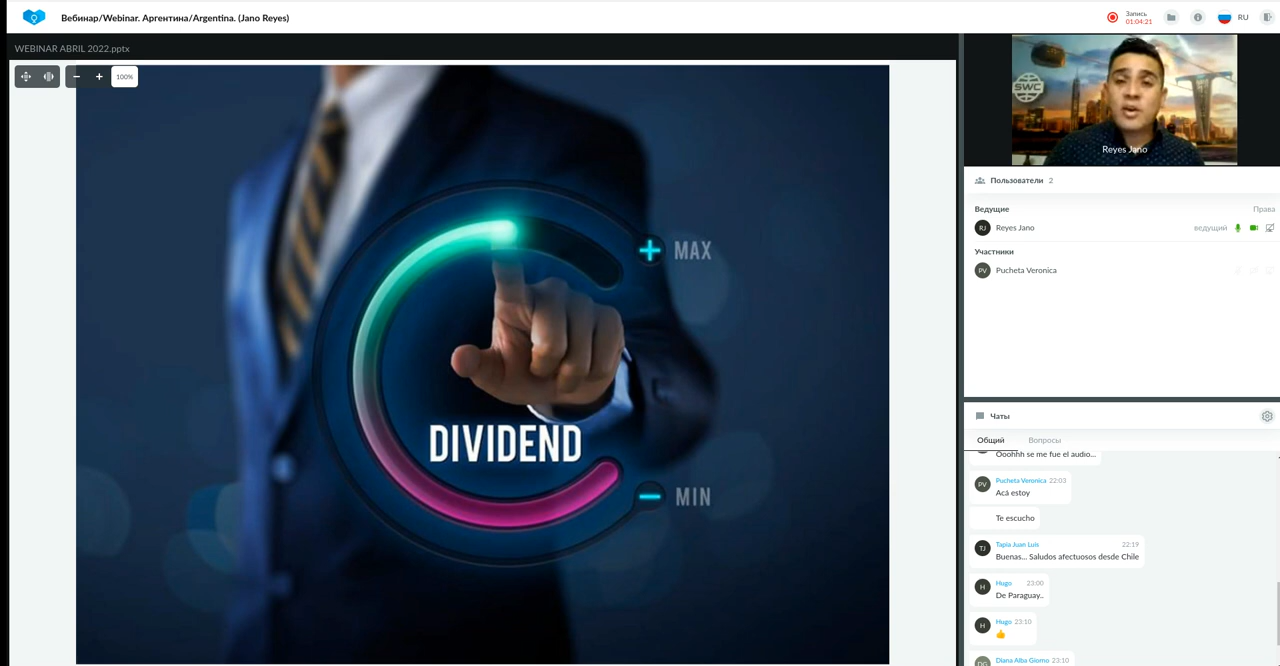 Вебинар/Webinar. Аргентина/Argentina. (Jano Reyes)
Запись
01:04:21
RU
WEBINAR ABRIL 2022.pptx
100%
MAX
DIVIDEND
MIN
SWC
Reyes Jano
Пользователи 2
Ведущие Права
RJ Reyes Jano ведущий
Участники
PV Pucheta Veronica
Чаты
Общий Вопросы
Ooohhh se me fue el audio...
PV Pucheta Veronica 22:03
Acá estoy
Te escucho
TJ Tapia Juan Luis 22:19
Buenas... Saludos afectuosos desde Chile
H Hugo 23:00
De Paraguay..
H Hugo 23:10
👍
DG Diana Alba Giorno 23:10